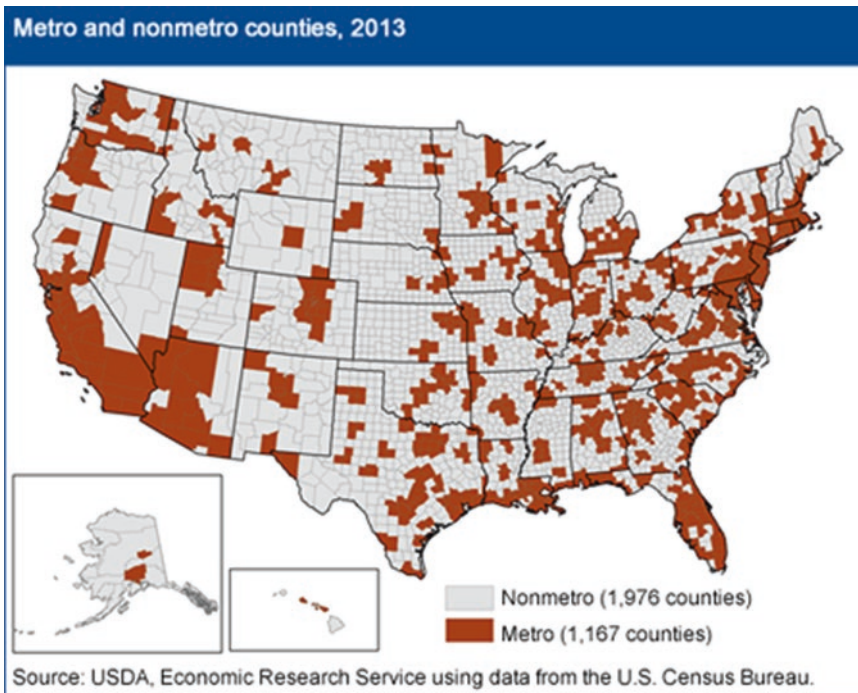 Metro and nonmetro counties, 2013
Nonmetro (1,976 counties)
Metro (1,167 counties)
Source: USDA, Economic Research Service using data from the U.S. Census Bureau.